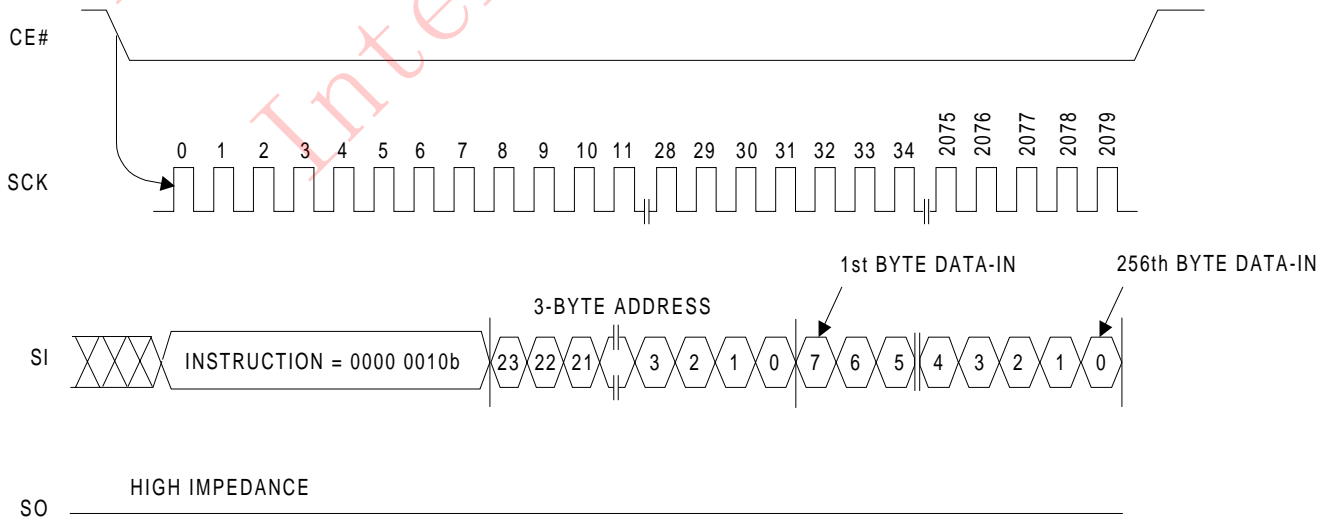 CE#
0 1 2 3 4 5 6 7 8 9 10 11 28 29 30 31 32 33 34 2075 2076 2077 2078 2079
SCK
1st BYTE DATA-IN 256th BYTE DATA-IN
3-BYTE ADDRESS
SI INSTRUCTION = 0000 0010b 23 22 21 3 2 1 0 7 6 5 4 3 2 1 0
HIGH IMPEDANCE
SO